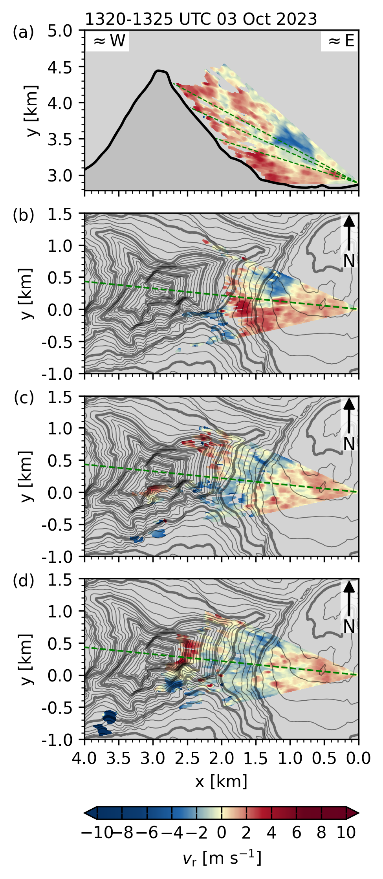 1320-1325 UTC 03 Oct 2023
(a)
≈ W
≈ E
5.0
4.5
4.0
3.5
3.0
y [km]
(b)
1.5
1.0
0.5
0.0
-0.5
-1.0
y [km]
N
(c)
1.5
1.0
0.5
0.0
-0.5
-1.0
y [km]
N
(d)
1.5
1.0
0.5
0.0
-0.5
-1.0
y [km]
N
4.0 3.5 3.0 2.5 2.0 1.5 1.0 0.5 0.0
x [km]
−10−8 −6 −4 −2 0 2 4 6 8 10
vr [m s⁻¹]